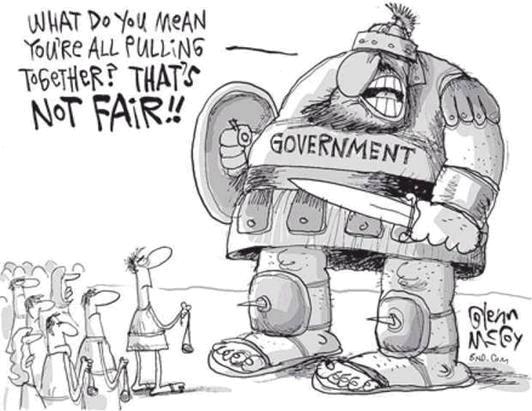 WHAT DO YOU MEAN
YOU'RE ALL PULLING
TOGETHER? THAT'S
NOT FAIR!!
GOVERNMENT
Glenn
McCoy
BND.COM